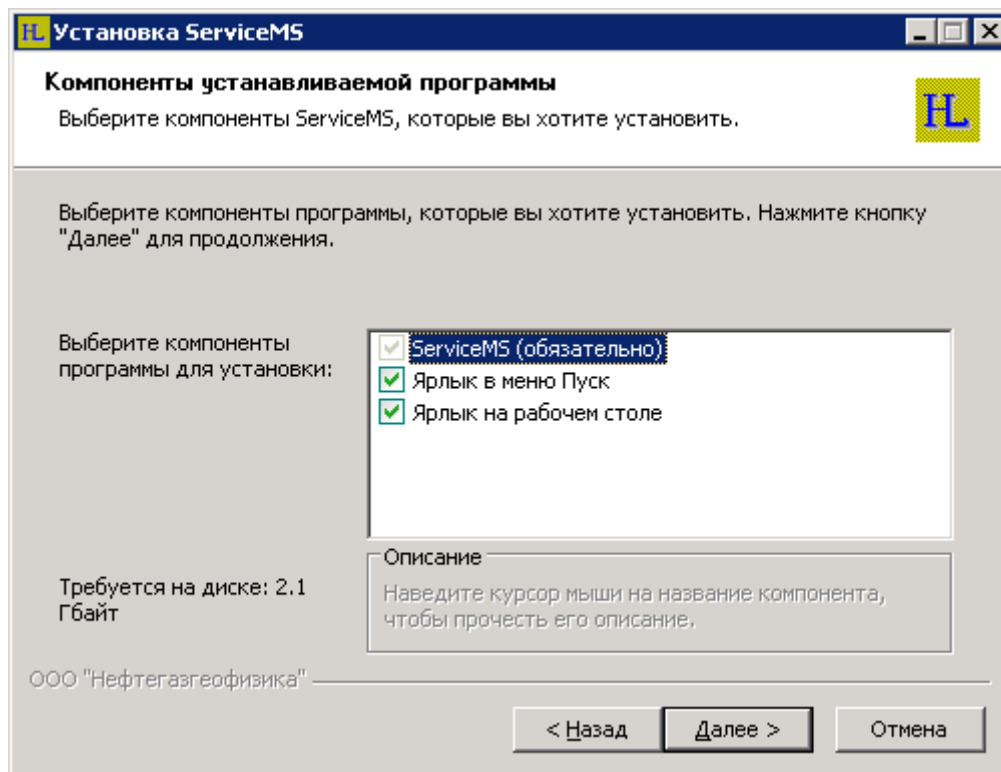 HL Установка ServiceMS
Компоненты устанавливаемой программы
Выберите компоненты ServiceMS, которые вы хотите установить.
HL
Выберите компоненты программы, которые вы хотите установить. Нажмите кнопку
"Далее" для продолжения.
Выберите компоненты
программы для установки:
ServiceMS (обязательно)
Ярлык в меню Пуск
Ярлык на рабочем столе
Требуется на диске: 2.1
Гбайт
Описание
Наведите курсор мыши на название компонента,
чтобы прочесть его описание.
ООО "Нефтегазгеофизика"
< Назад
Далее >
Отмена